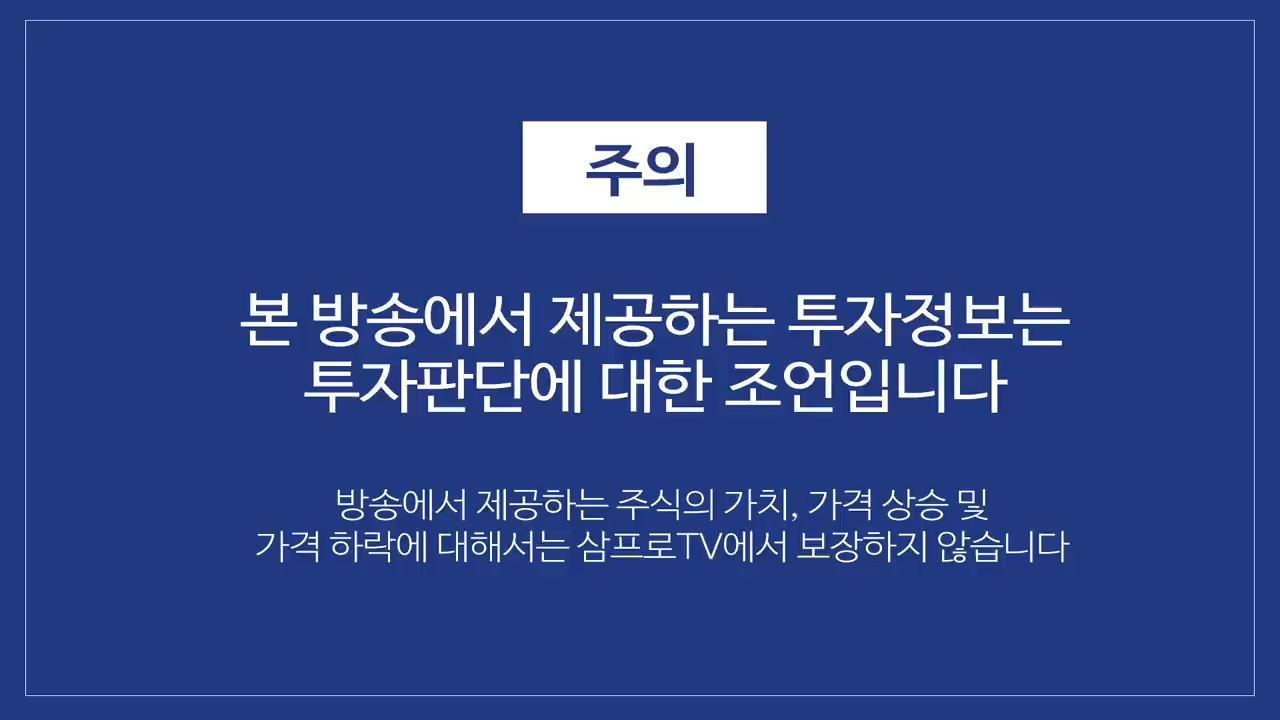 주의
본 방송에서 제공하는 투자정보는
투자판단에 대한 조언입니다
방송에서 제공하는 주식의 가치, 가격 상승 및
가격 하락에 대해서는 삼프로TV에서 보장하지 않습니다